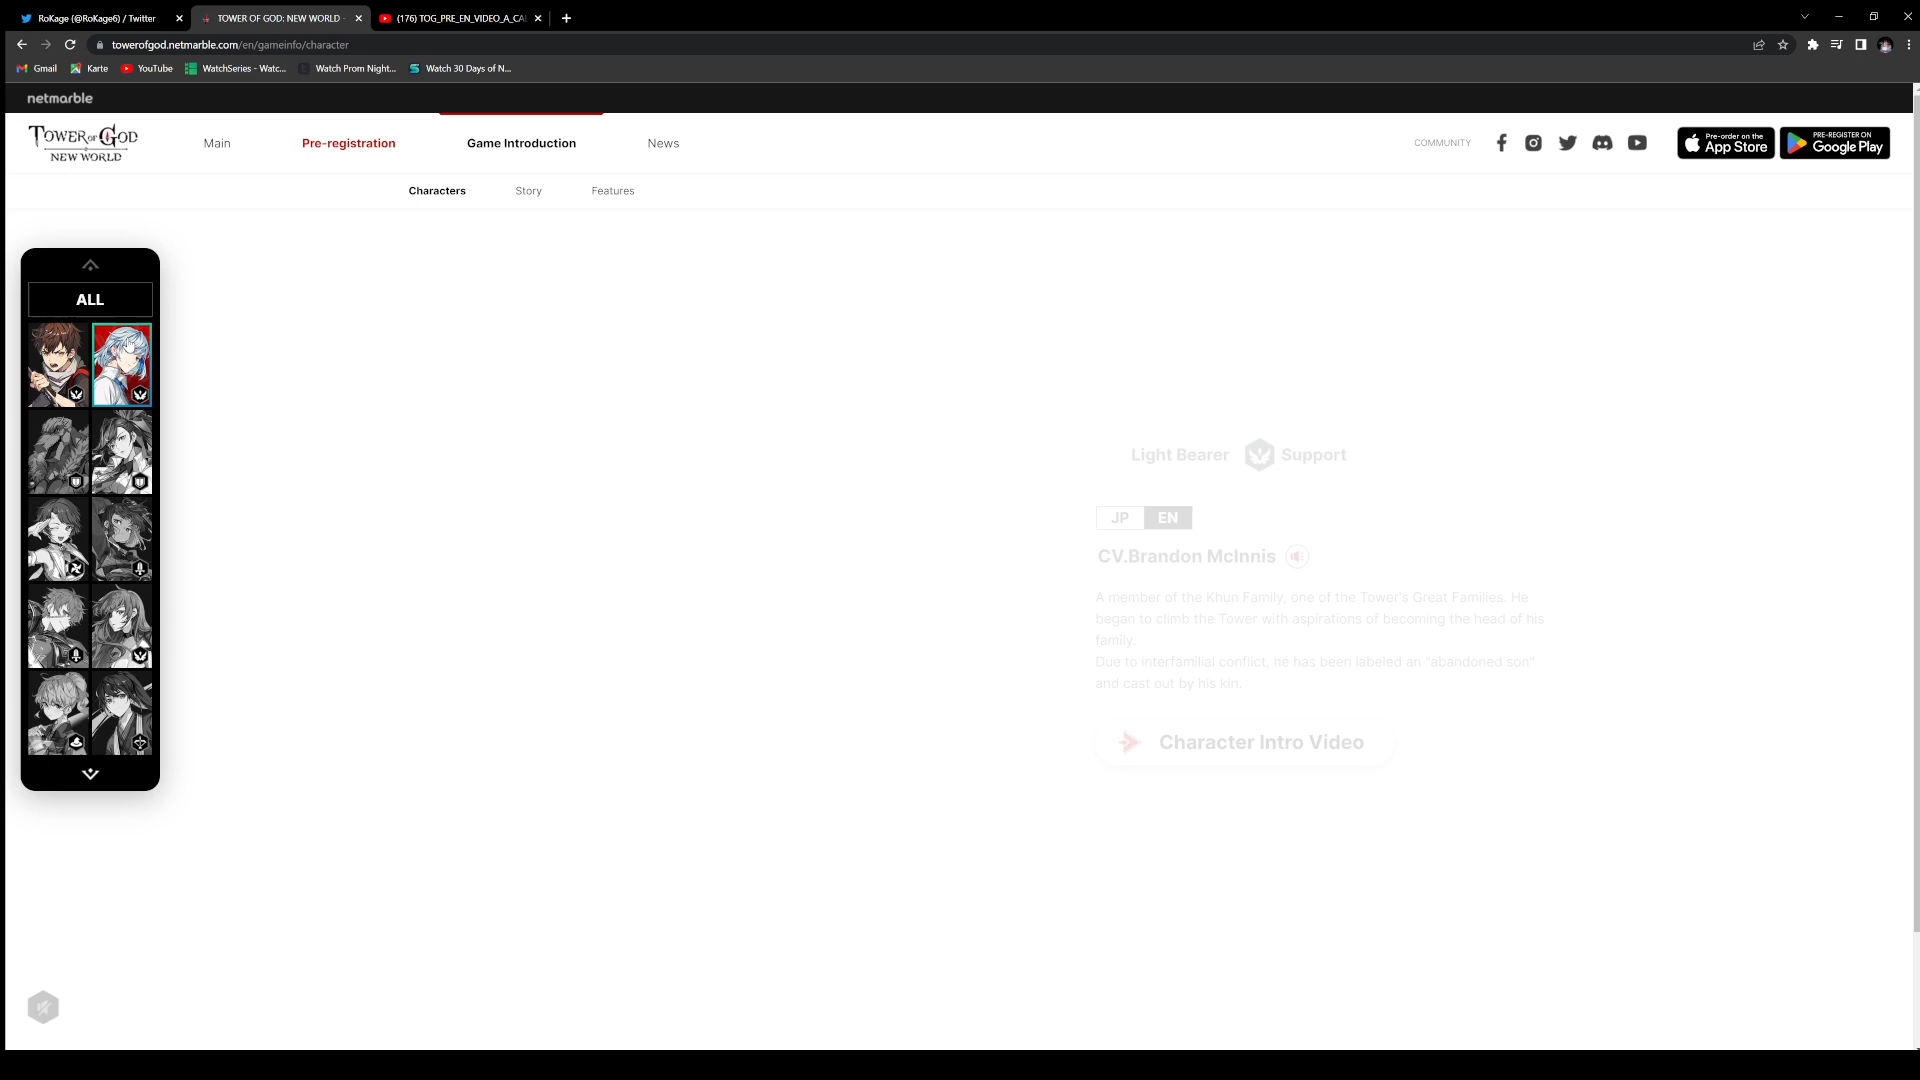 RoKage (@RoKage6) / Twitter
TOWER OF GOD: NEW WORLD -
(176) TOG_PRE_EN_VIDEO_A_CAI
towerofgod.netmarble.com/en/gameinfo/character
Gmail
Karte
YouTube
WatchSeries - Watc...
Watch Prom Night...
Watch 30 Days of N...
netmarble
TOWER OF GOD
NEW WORLD
Main
Pre-registration
Game Introduction
News
COMMUNITY
Pre-order on the
App Store
PRE-REGISTER ON
Google Play
Characters
Story
Features
ALL
Light Bearer
Support
JP
EN
CV.Brandon McInnis
A member of the Khun Family, one of the Tower's Great Families. He
began to climb the Tower with aspirations of becoming the head of his
family.
Due to interfamilial conflict, he has been labeled an "abandoned son"
and cast out by his kin.
Character Intro Video